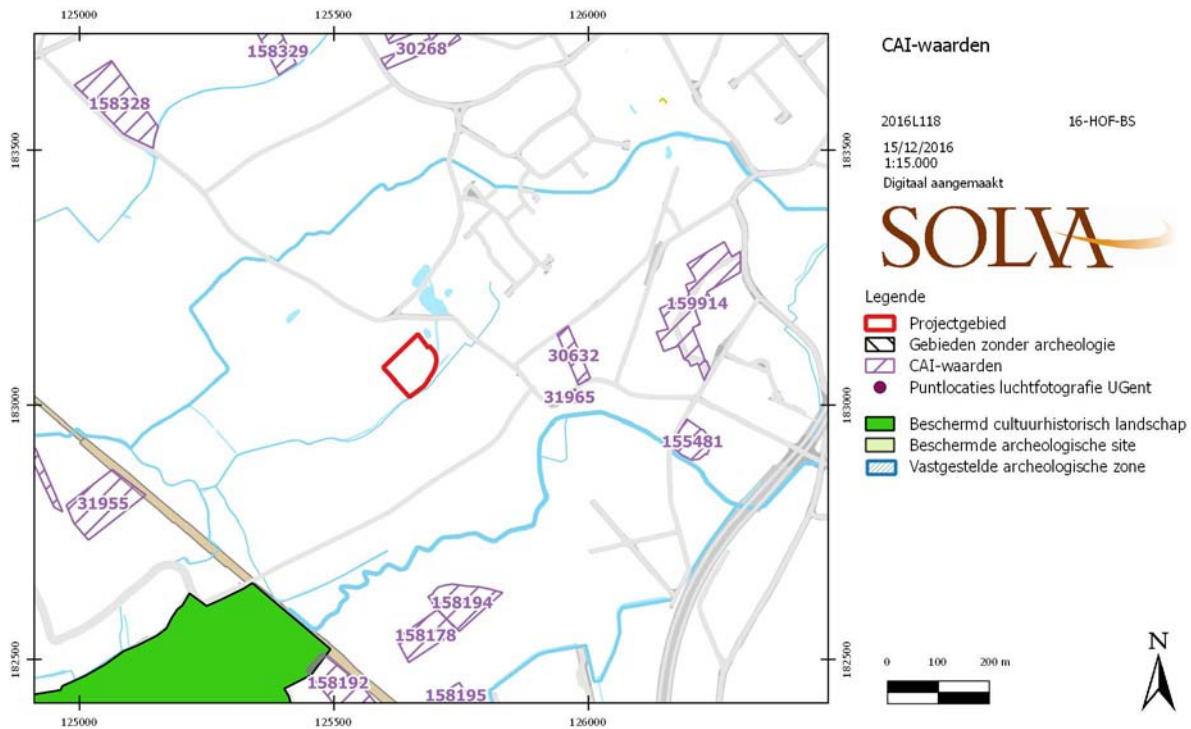 125000
125500
126000
CAI-waarden
158329
30268
158328
2016L118
16-HOF-BS
183500
183500
15/12/2016
1:15.000
Digitaal aangemaakt
SOLVA
Legende
Projectgebied
Gebieden zonder archeologie
CAI-waarden
Puntlocaties luchtfotografie UGent
Beschermd cultuurhistorisch landschap
Beschermde archeologische site
Vastgestelde archeologische zone
159914
30632
31965
183000
183000
155481
31955
158194
158178
182500
182500
158192
158195
N
0 100 200 m
125000
125500
126000